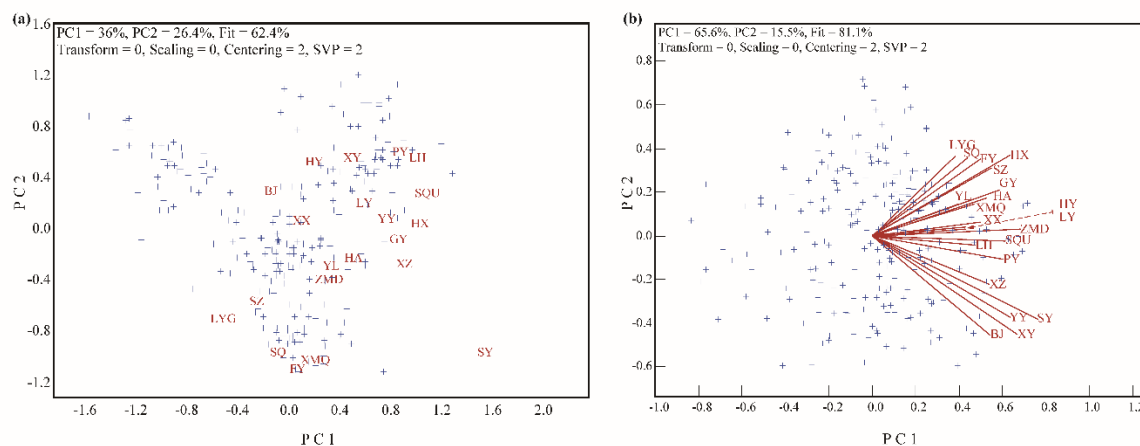 (a)
PC1 = 36%, PC2 = 26.4%, Fit = 62.4%
Transform = 0, Scaling = 0, Centering = 2, SVP = 2
1.6
1.2
0.8
0.4
0.0
-0.4
-0.8
-1.2
PC 2
HY
XY
PY
LH
BJ
LY
SQU
XX
YY
HX
GY
YL
HA
XZ
ZMD
SZ
LYG
SQ
XMQ
FY
SY
-1.6
-1.2
-0.8
-0.4
0.0
0.4
0.8
1.2
1.6
2.0
PC 1
(b)
PC1 = 65.6%, PC2 = 15.5%, Fit = 81.1%
Transform = 0, Scaling = 0, Centering = 2, SVP = 2
0.8
0.6
0.4
0.2
0.0
-0.2
-0.4
-0.6
PC 2
LYG
SQ
FY
HX
SZ
GY
YL
HA
XMQ
HY
XX
LY
ZMD
LH
SQU
PY
XZ
YY
SY
BJ
XY
-1.0
-0.8
-0.6
-0.4
-0.2
0.0
0.2
0.4
0.6
0.8
1.0
PC 1